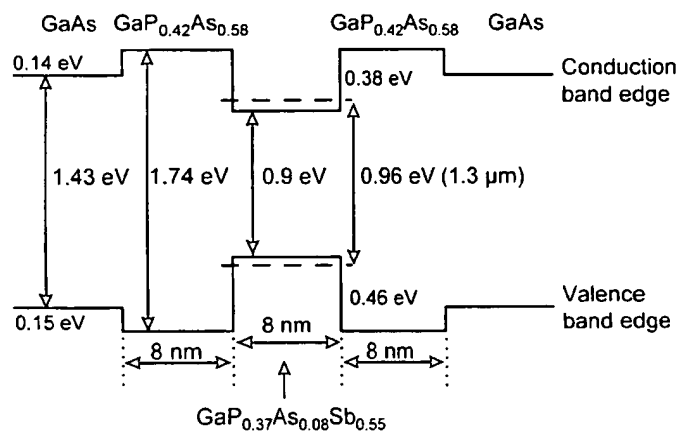 GaAs GaP0.42As0.58 GaP0.42As0.58 GaAs
0.14 eV 0.38 eV Conduction
band edge
1.43 eV 1.74 eV 0.9 eV 0.96 eV (1.3 µm)
0.15 eV 0.46 eV Valence
band edge
8 nm 8 nm 8 nm
GaP0.37As0.08Sb0.55